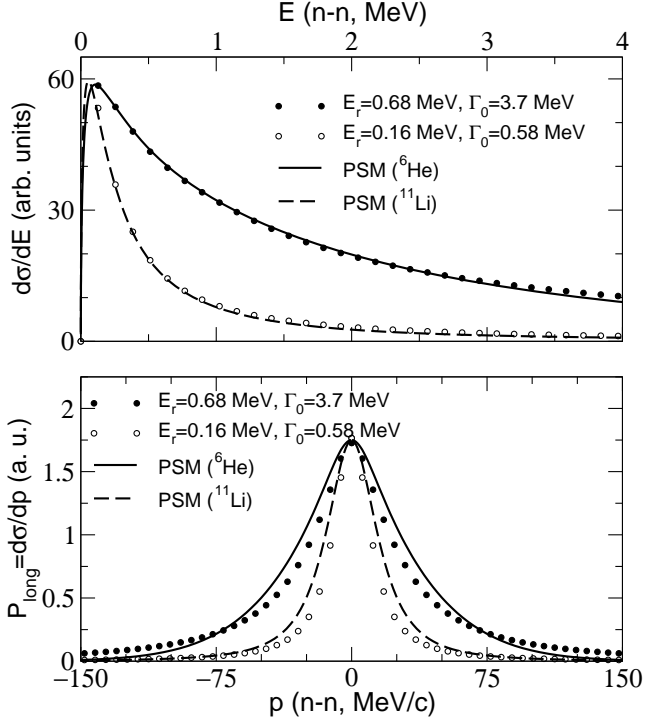 E (n-n, MeV)
0 1 2 3 4
60
30
0
dσ/dE (arb. units)
E_r=0.68 MeV, Γ_0=3.7 MeV
E_r=0.16 MeV, Γ_0=0.58 MeV
PSM (^6He)
PSM (^11Li)
2
1.5
1
0.5
0
P_long=dσ/dp (a. u.)
E_r=0.68 MeV, Γ_0=3.7 MeV
E_r=0.16 MeV, Γ_0=0.58 MeV
PSM (^6He)
PSM (^11Li)
−150 −75 0 75 150
p (n-n, MeV/c)